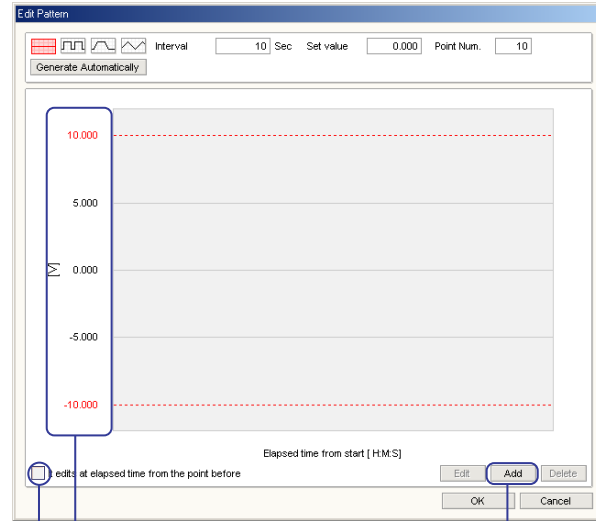 Edit Pattern
Interval 10 Sec Set value 0.000 Point Num. 10
Generate Automatically
10.000
5.000
[V] 0.000
-5.000
-10.000
Elapsed time from start [ H:M:S]
edits at elapsed time from the point before Edit Add Delete
OK Cancel